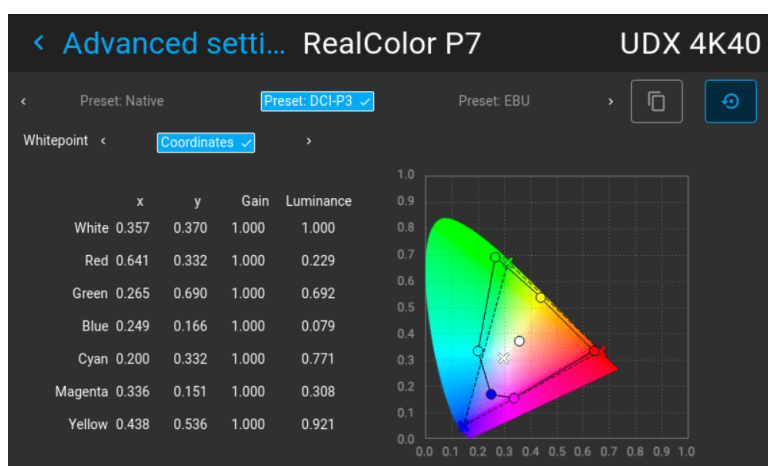 ‹ Advanced setti... RealColor P7 UDX 4K40
‹ Preset: Native Preset: DCI-P3 ✓ Preset: EBU ›
Whitepoint ‹ Coordinates ✓ ›
x y Gain Luminance
White 0.357 0.370 1.000 1.000
Red 0.641 0.332 1.000 0.229
Green 0.265 0.690 1.000 0.692
Blue 0.249 0.166 1.000 0.079
Cyan 0.200 0.332 1.000 0.771
Magenta 0.336 0.151 1.000 0.308
Yellow 0.438 0.536 1.000 0.921
1.0
0.9
0.8
0.7
0.6
0.5
0.4
0.3
0.2
0.1
0.0
0.0 0.1 0.2 0.3 0.4 0.5 0.6 0.7 0.8 0.9 1.0